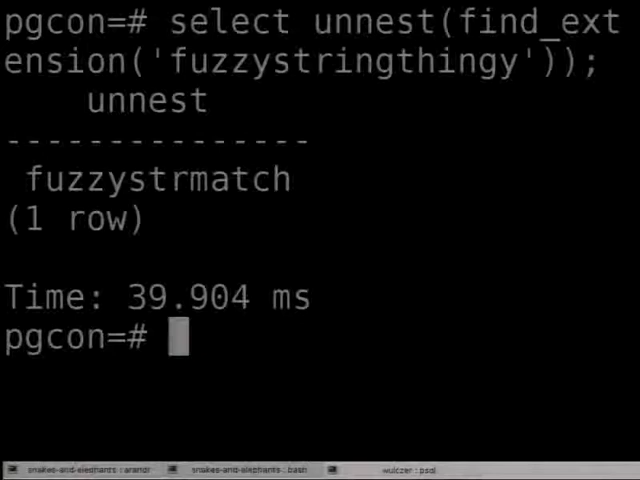 pgcon=# select unnest(find_ext
ension('fuzzystringthingy'));
unnest
---------------
fuzzystrmatch
(1 row)
Time: 39.904 ms
pgcon=#
snakes-and-elephants : arandr
snakes-and-elephants : bash
wulczer : psql